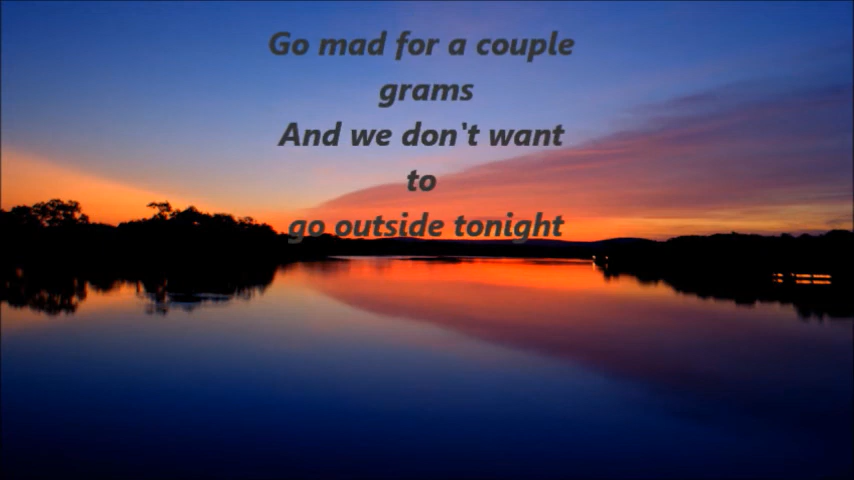 Go mad for a couple
grams
And we don't want
to
go outside tonight